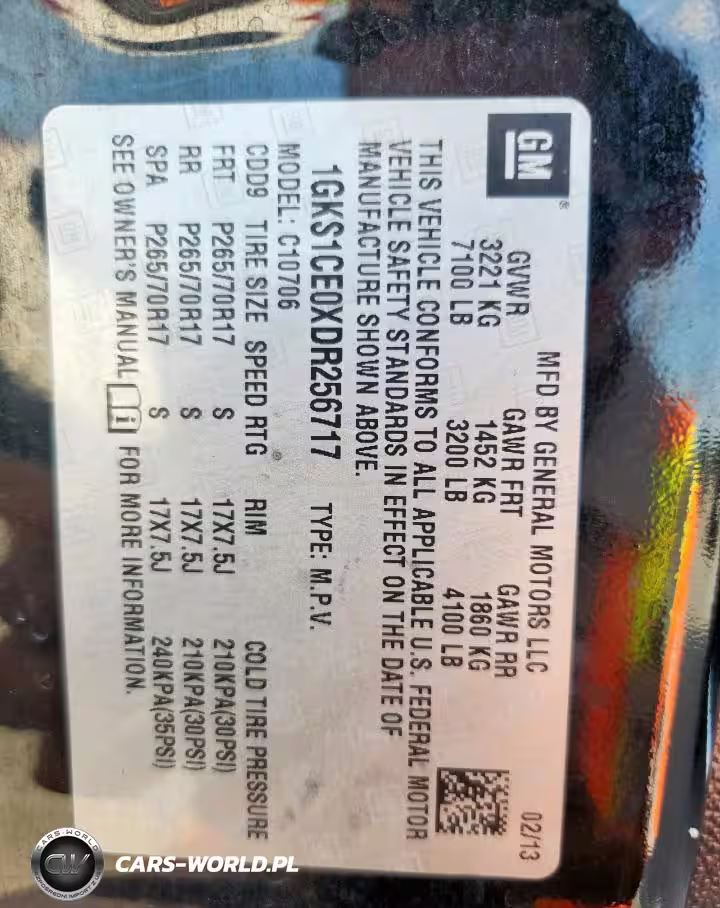 GM®
MFD BY GENERAL MOTORS LLC 02/13
GVWR GAWR FRT GAWR RR
3221 KG 1452 KG 1860 KG
7100 LB 3200 LB 4100 LB
THIS VEHICLE CONFORMS TO ALL APPLICABLE U.S. FEDERAL MOTOR
VEHICLE SAFETY STANDARDS IN EFFECT ON THE DATE OF
MANUFACTURE SHOWN ABOVE.
1GKS1CE0XDR256717 TYPE: M.P.V.
MODEL: C10706
CDD9 TIRE SIZE SPEED RTG RIM COLD TIRE PRESSURE
FRT P265/70R17 S 17X7.5J 210KPA(30PSI)
RR P265/70R17 S 17X7.5J 210KPA(30PSI)
SPA P265/70R17 S 17X7.5J 240KPA(35PSI)
SEE OWNER'S MANUAL i FOR MORE INFORMATION.
CARS-WORLD
CW
CARS-WORLD.PL